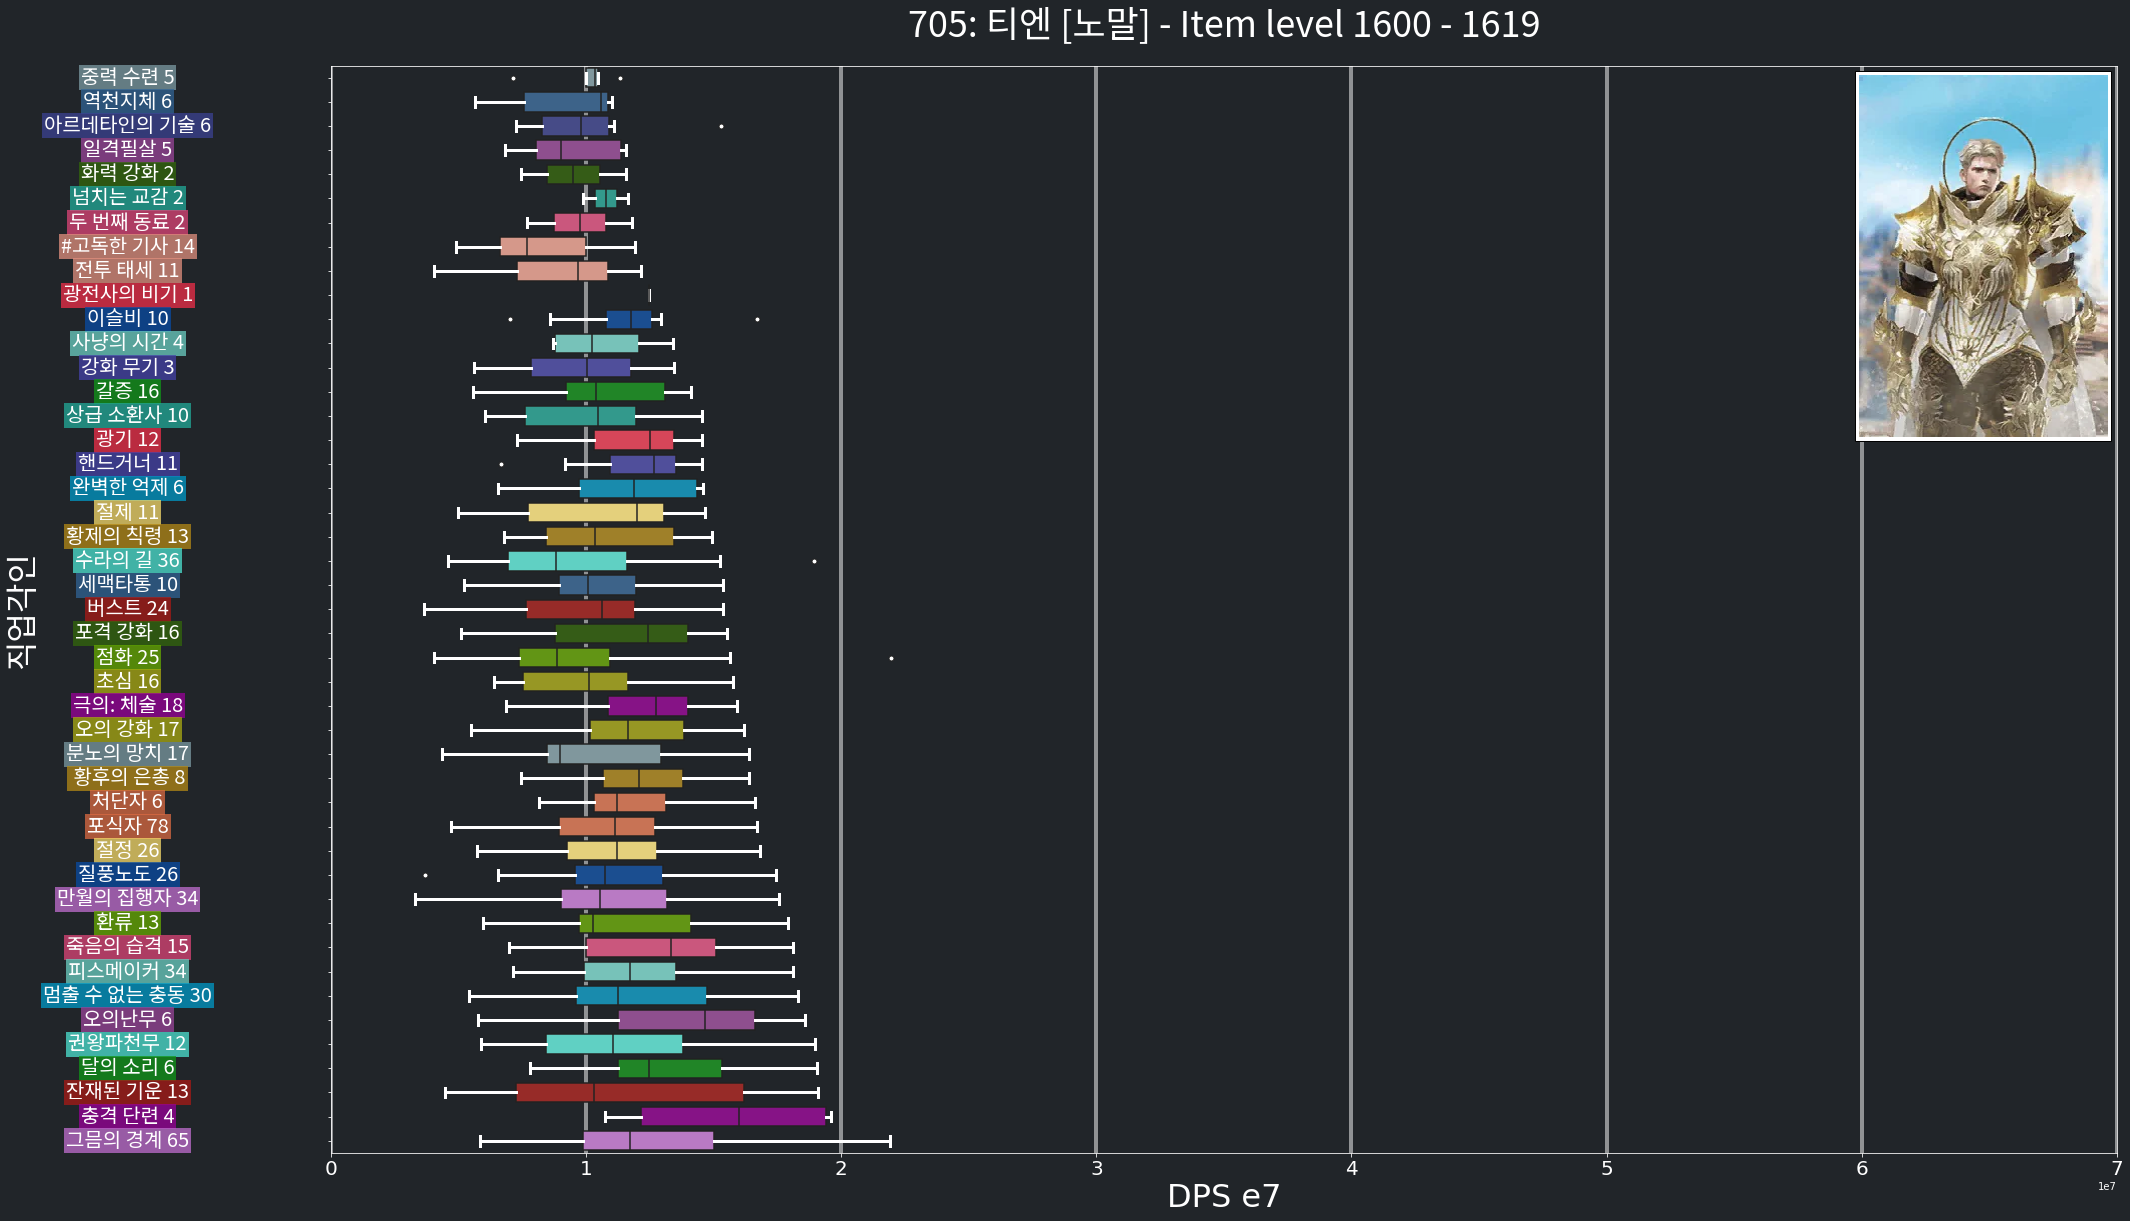 705: 티엔 [노말] - Item level 1600 - 1619
직업각인
중력 수련 5
역천지체 6
아르데타인의 기술 6
일격필살 5
화력 강화 2
넘치는 교감 2
두 번째 동료 2
#고독한 기사 14
전투 태세 11
광전사의 비기 1
이슬비 10
사냥의 시간 4
강화 무기 3
갈증 16
상급 소환사 10
광기 12
핸드거너 11
완벽한 억제 6
절제 11
황제의 칙령 13
수라의 길 36
세맥타통 10
버스트 24
포격 강화 16
점화 25
초심 16
극의: 체술 18
오의 강화 17
분노의 망치 17
황후의 은총 8
처단자 6
포식자 78
절정 26
질풍노도 26
만월의 집행자 34
환류 13
죽음의 습격 15
피스메이커 34
멈출 수 없는 충동 30
오의난무 6
권왕파천무 12
달의 소리 6
잔재된 기운 13
충격 단련 4
그믐의 경계 65
0 1 2 3 4 5 6 7
1e7
DPS e7